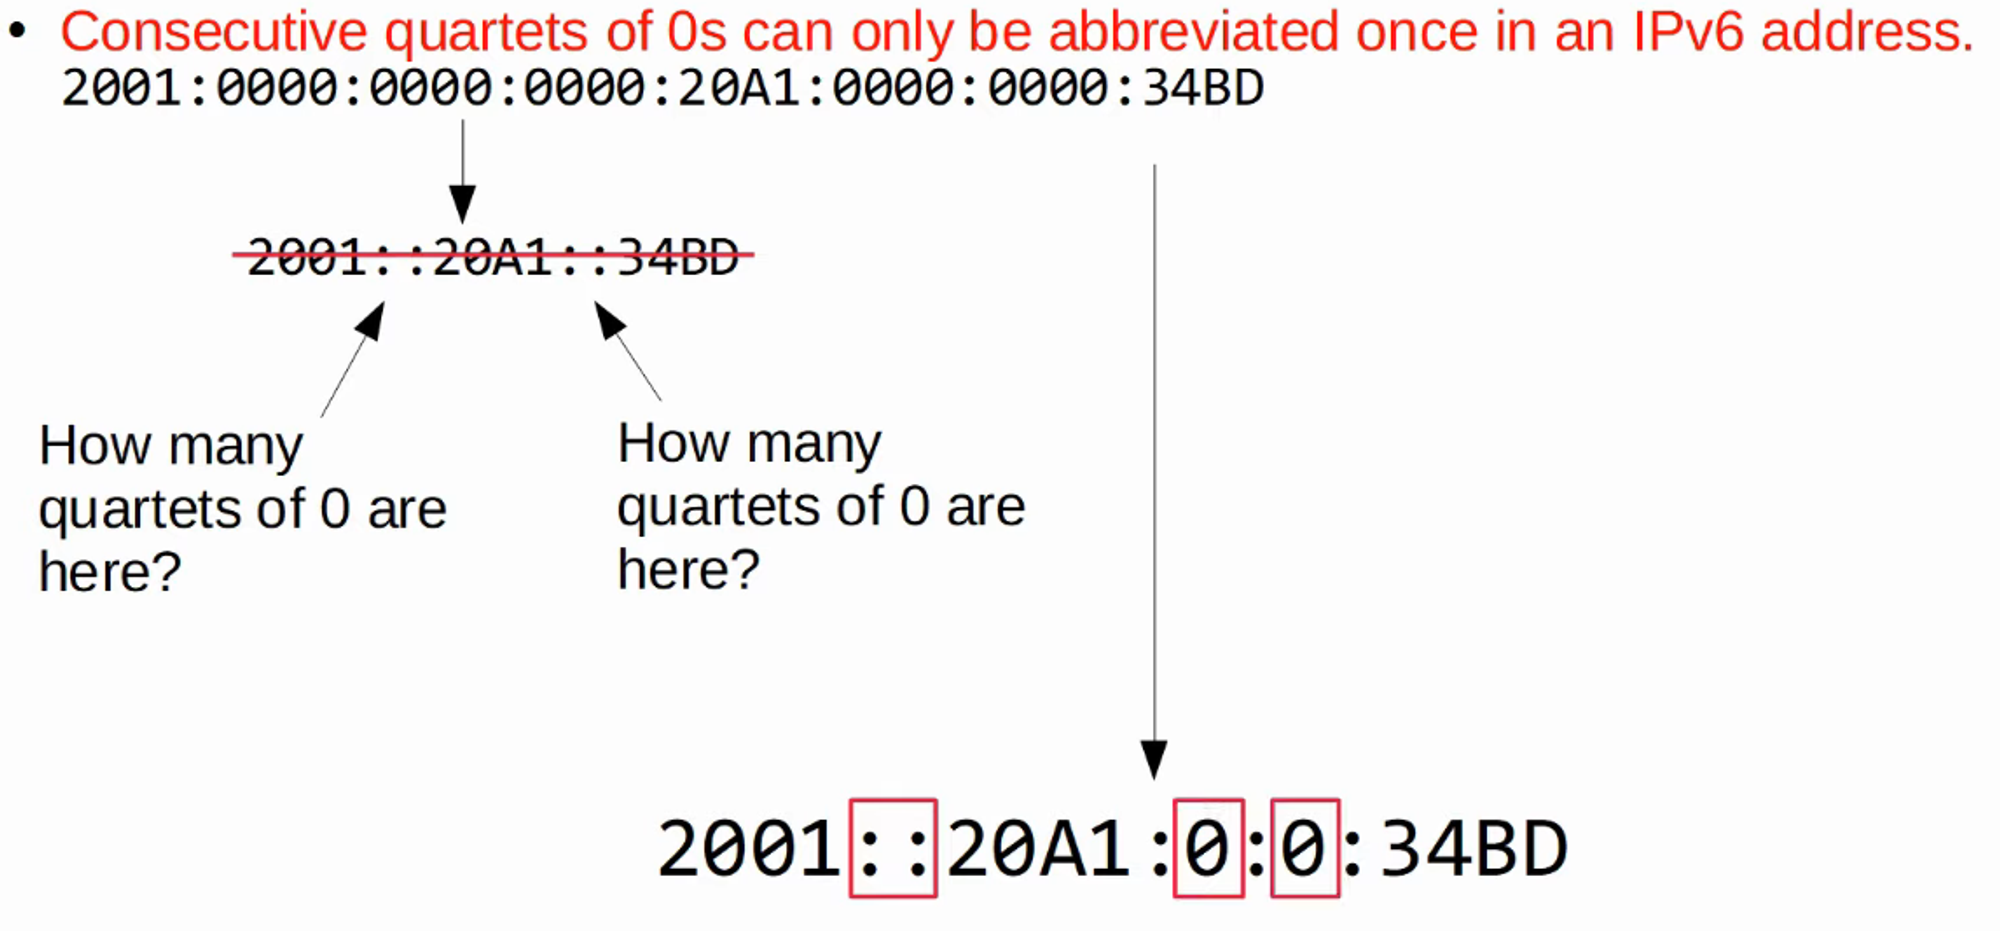 • Consecutive quartets of 0s can only be abbreviated once in an IPv6 address.
2001:0000:0000:0000:20A1:0000:0000:34BD
2001::20A1::34BD
How many
quartets of 0 are
here?
How many
quartets of 0 are
here?
2001::20A1:0:0:34BD